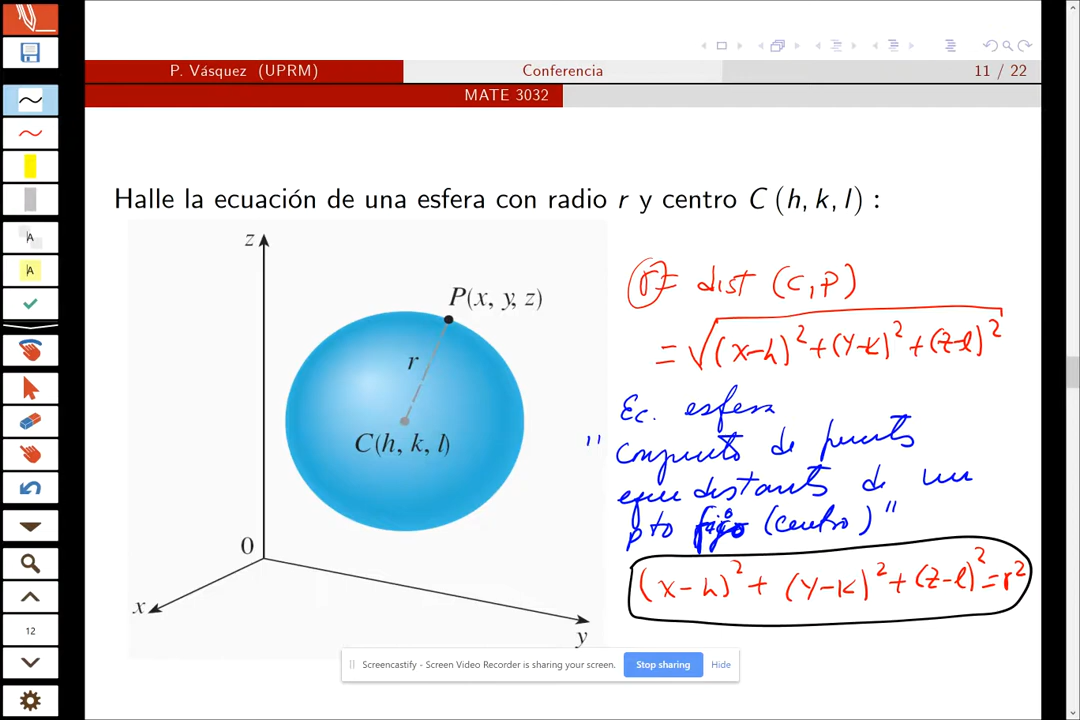 P. Vásquez (UPRM) Conferencia 11 / 22
MATE 3032
Halle la ecuación de una esfera con radio r y centro C (h, k, l) :
z
P(x, y, z)
r
C(h, k, l)
0
x
y
r = dist (C, P)
= √(x-h)² + (y-k)² + (z-l)²
Ec. esfera
"conjunto de puntos
equidistants de un
pto fijo (centro)"
(x-h)² + (y-k)² + (z-l)² = r²
A
A
12
Screencastify - Screen Video Recorder is sharing your screen. Stop sharing Hide